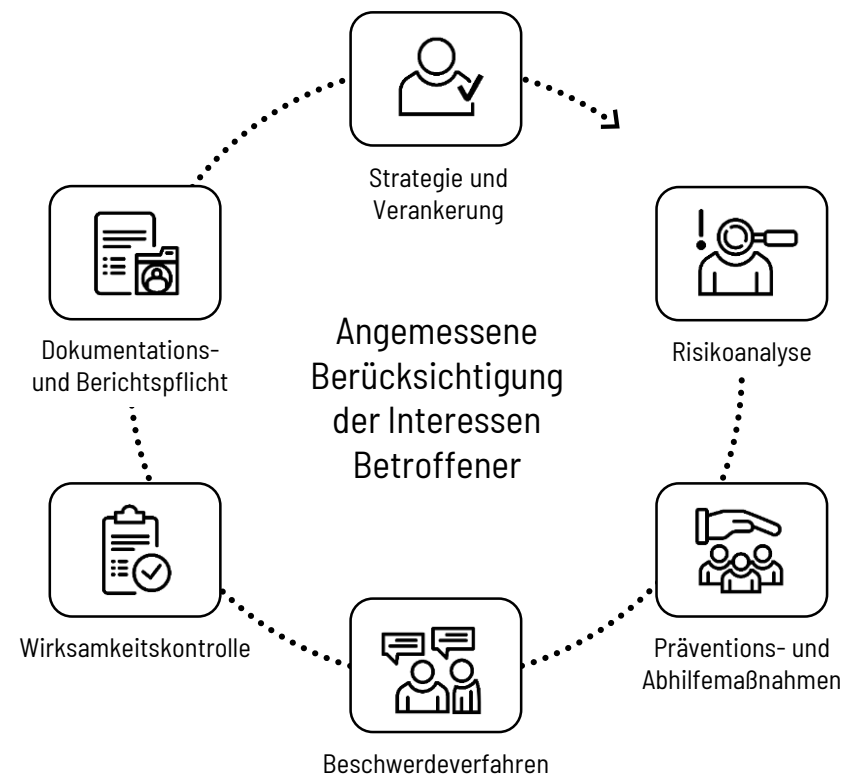 Strategie und
Verankerung
Risikoanalyse
Präventions- und
Abhilfemaßnahmen
Beschwerdeverfahren
Wirksamkeitskontrolle
Dokumentations-
und Berichtspflicht
Angemessene
Berücksichtigung
der Interessen
Betroffener